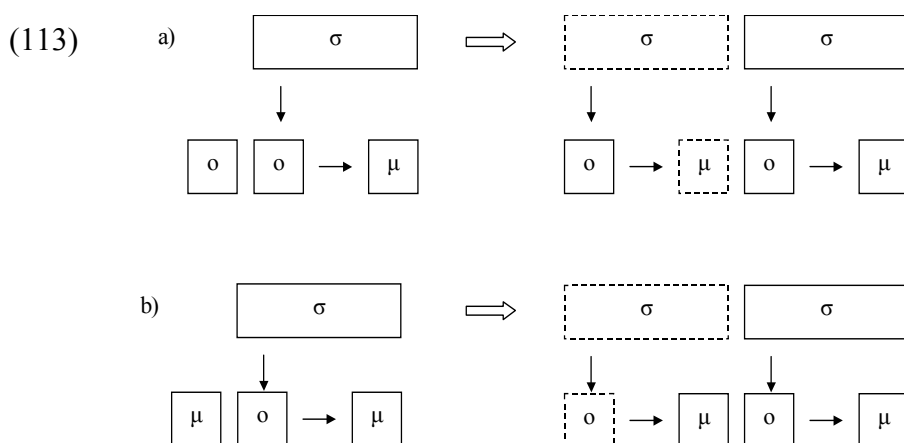 (113) a) σ σ σ
ο ο μ ο μ ο μ
b) σ σ σ
μ ο μ ο μ ο μ